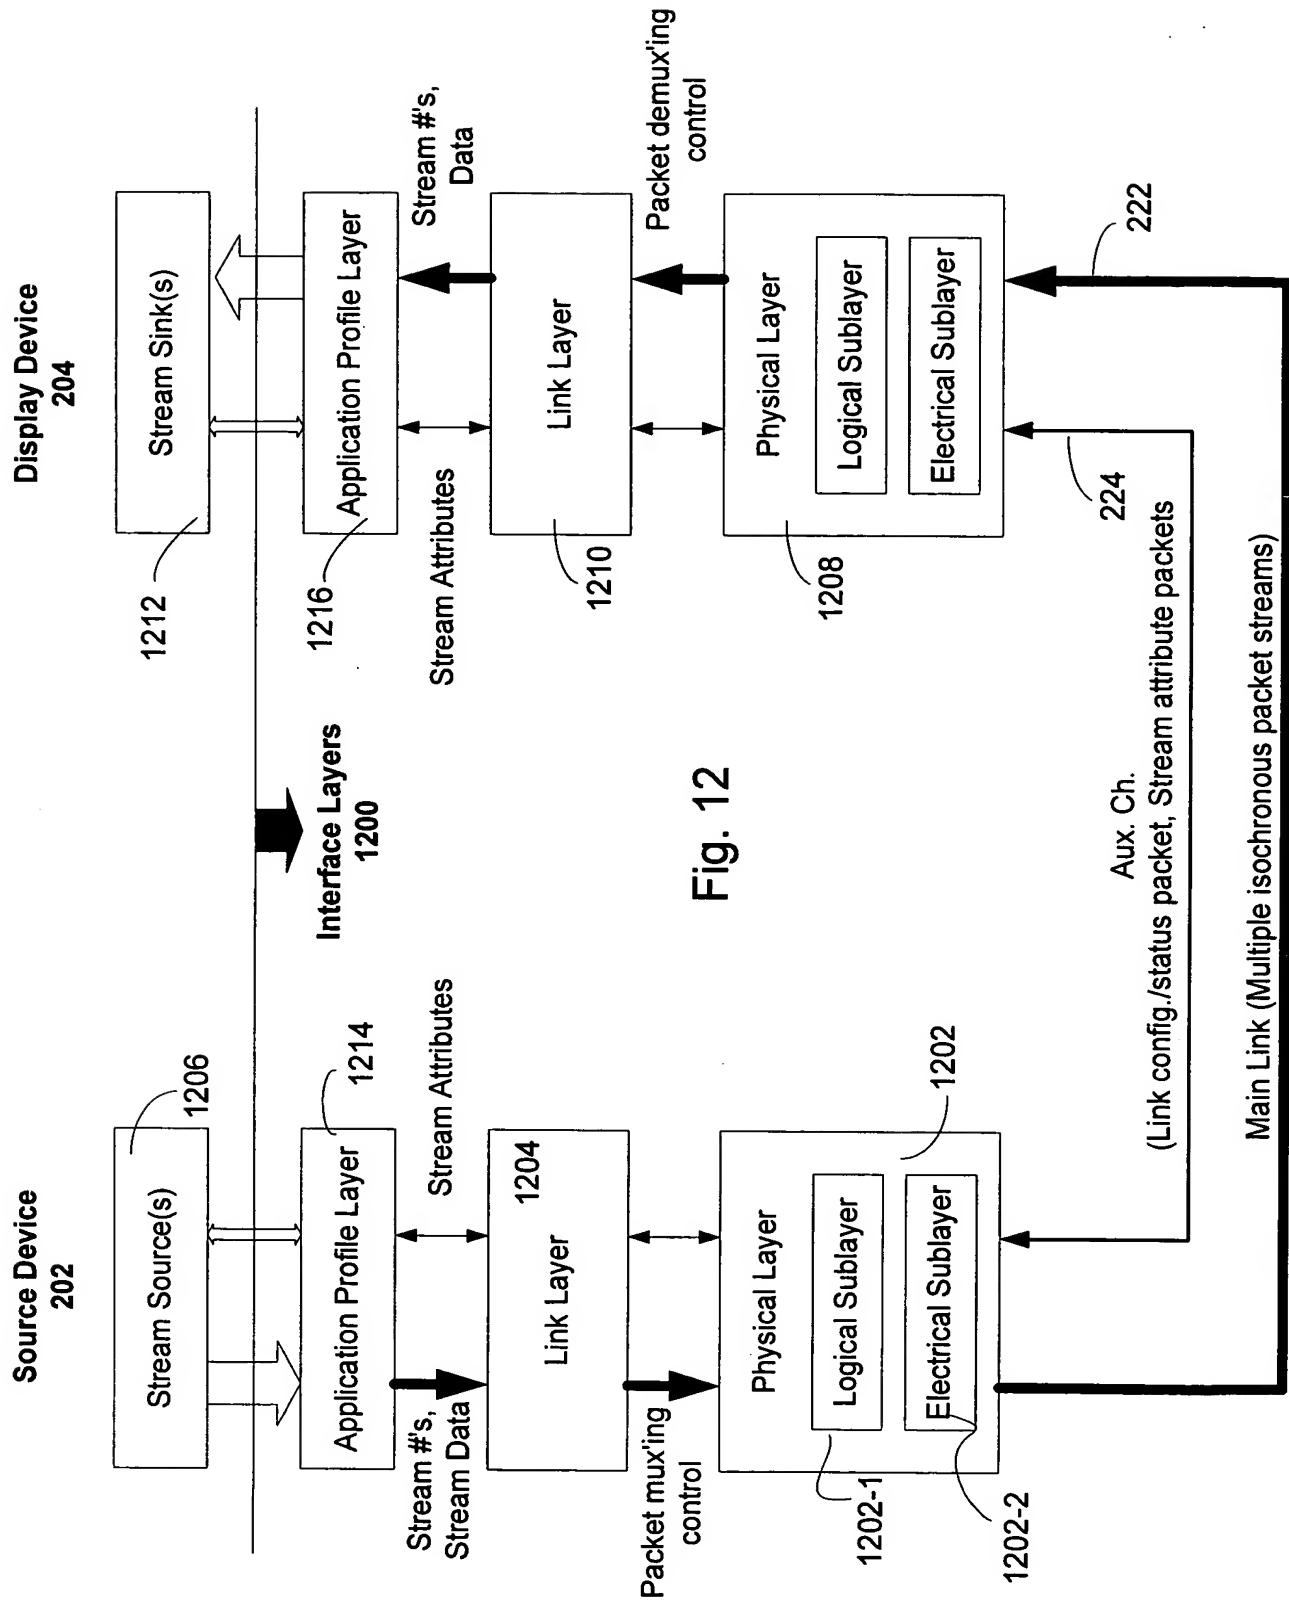 Source Device
202
Display Device
204
Stream Source(s)
1206
Stream Sink(s)
1212
Interface Layers
1200
Application Profile Layer
1214
Application Profile Layer
1216
Stream #'s,
Stream Data
Stream Attributes
Stream Attributes
Stream #'s,
Data
Link Layer
1204
Link Layer
1210
Packet mux'ing
control
Packet demux'ing
control
Physical Layer
1202
Logical Sublayer
1202-1
Electrical Sublayer
1202-2
Physical Layer
1208
Logical Sublayer
Electrical Sublayer
Fig. 12
224
222
Aux. Ch.
(Link config./status packet, Stream attribute packets
Main Link (Multiple isochronous packet streams)